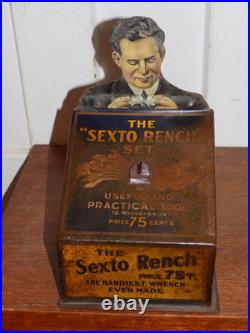 THE
"SEXTO RENCH"
SET
A
USEFUL AND
PRACTICAL TOOL
12 WRENCHES IN 1
PRICE 75 CENTS
THE
"Sexto Rench"
PRICE 75¢
THE HANDIEST WRENCH
EVER MADE